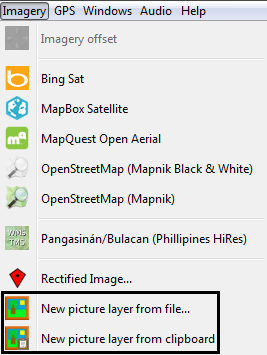 Imagery GPS Windows Audio Help
Imagery offset
Bing Sat
MapBox Satellite
MapQuest Open Aerial
OpenStreetMap (Mapnik Black & White)
OpenStreetMap (Mapnik)
WMS
TMS
Pangasinán/Bulacan (Phillipines HiRes)
Rectified Image...
New picture layer from file...
New picture layer from clipboard